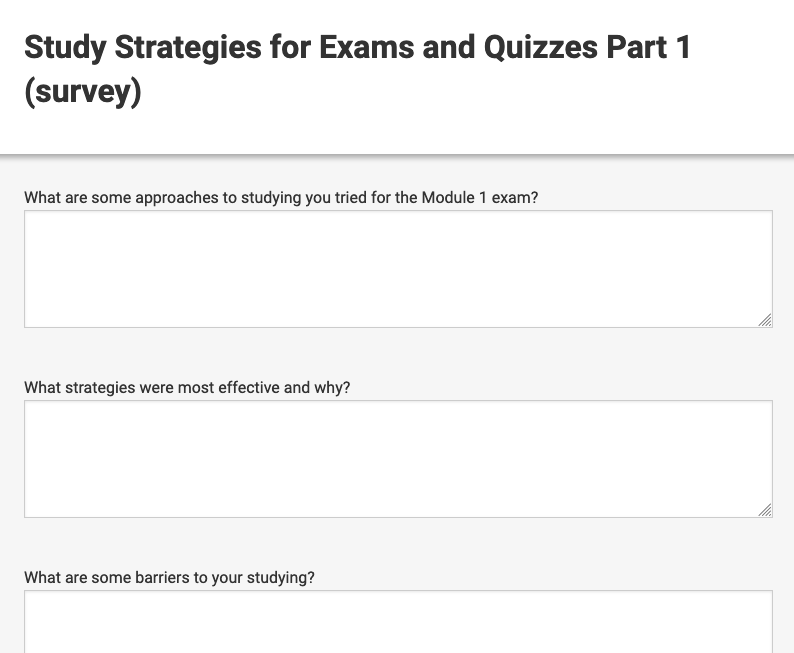 Study Strategies for Exams and Quizzes Part 1
(survey)
What are some approaches to studying you tried for the Module 1 exam?
What strategies were most effective and why?
What are some barriers to your studying?